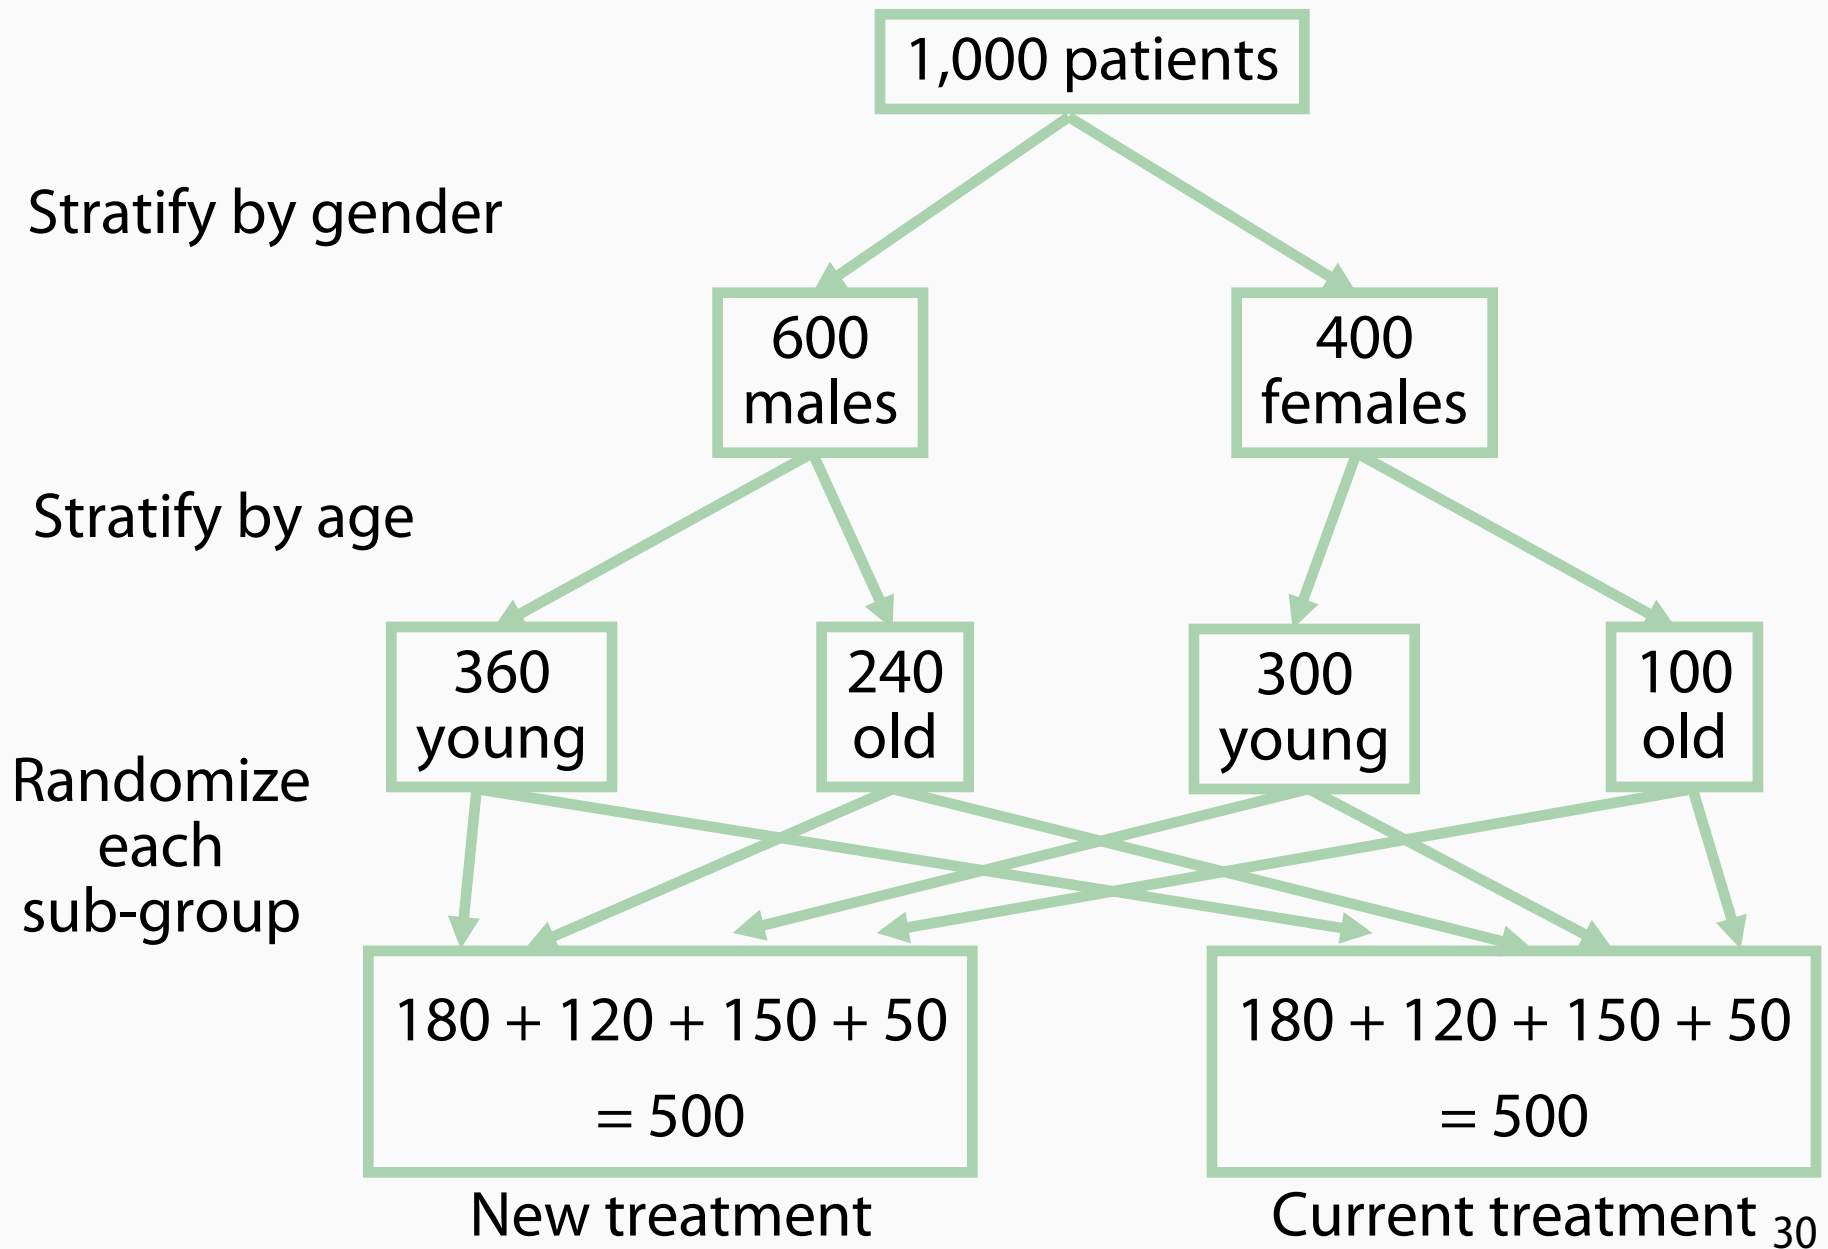 1,000 patients
Stratify by gender
600
males
400
females
Stratify by age
360
young
240
old
300
young
100
old
Randomize
each
sub-group
180 + 120 + 150 + 50
= 500
180 + 120 + 150 + 50
= 500
New treatment
Current treatment
30